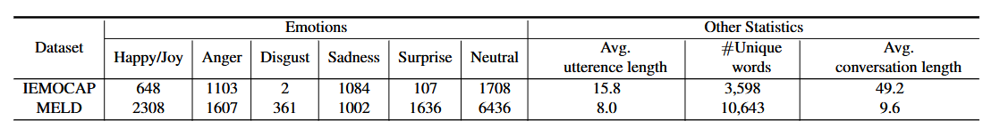 Emotions Other Statistics
Dataset Happy/Joy Anger Disgust Sadness Surprise Neutral Avg. utterence length #Unique words Avg. conversation length
IEMOCAP 648 1103 2 1084 107 1708 15.8 3,598 49.2
MELD 2308 1607 361 1002 1636 6436 8.0 10,643 9.6